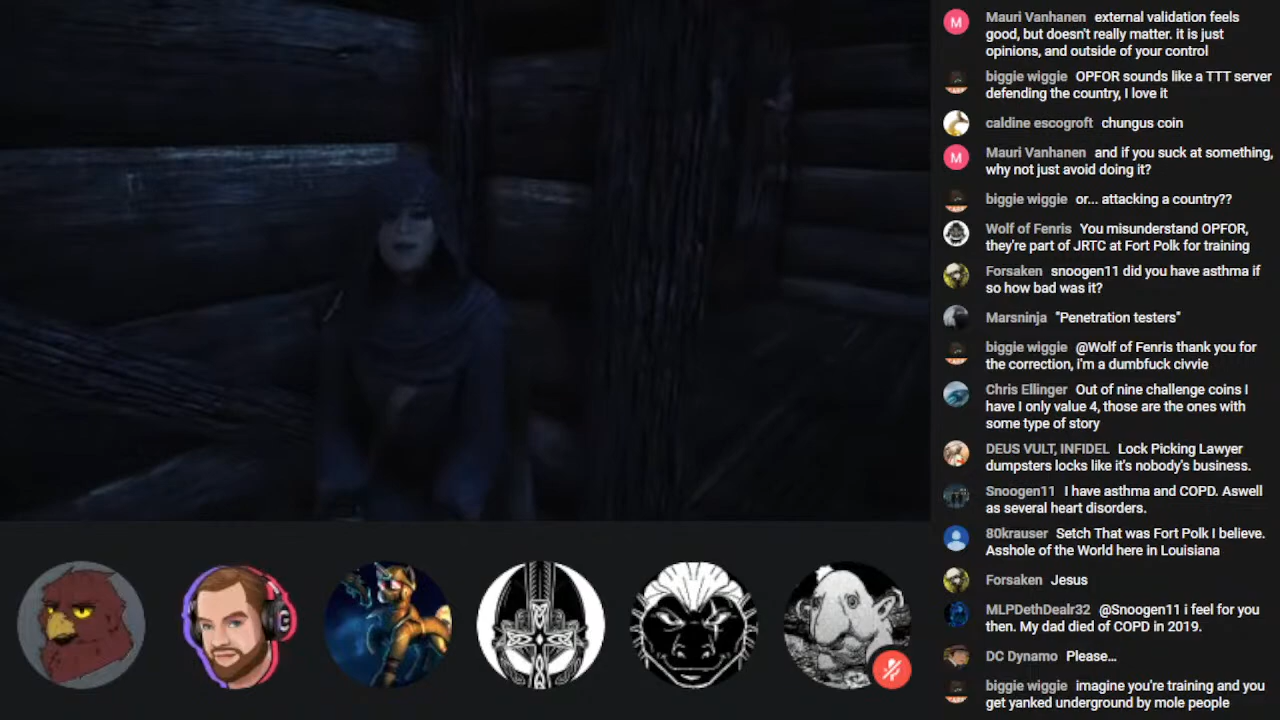 M
Mauri Vanhanen external validation feels
good, but doesn't really matter. it is just
opinions, and outside of your control
biggie wiggie OPFOR sounds like a TTT server
defending the country, I love it
caldine escogroft chungus coin
M
Mauri Vanhanen and if you suck at something,
why not just avoid doing it?
biggie wiggie or... attacking a country??
Wolf of Fenris You misunderstand OPFOR,
they're part of JRTC at Fort Polk for training
Forsaken snoogen11 did you have asthma if
so how bad was it?
Marsninja "Penetration testers"
biggie wiggie @Wolf of Fenris thank you for
the correction, i'm a dumbfuck civvie
Chris Ellinger Out of nine challenge coins I
have I only value 4, those are the ones with
some type of story
DEUS VULT, INFIDEL Lock Picking Lawyer
dumpsters locks like it's nobody's business.
Snoogen11 I have asthma and COPD. Aswell
as several heart disorders.
80krauser Setch That was Fort Polk I believe.
Asshole of the World here in Louisiana
Forsaken Jesus
MLPDethDealr32 @Snoogen11 i feel for you
then. My dad died of COPD in 2019.
DC Dynamo Please...
biggie wiggie imagine you're training and you
get yanked underground by mole people